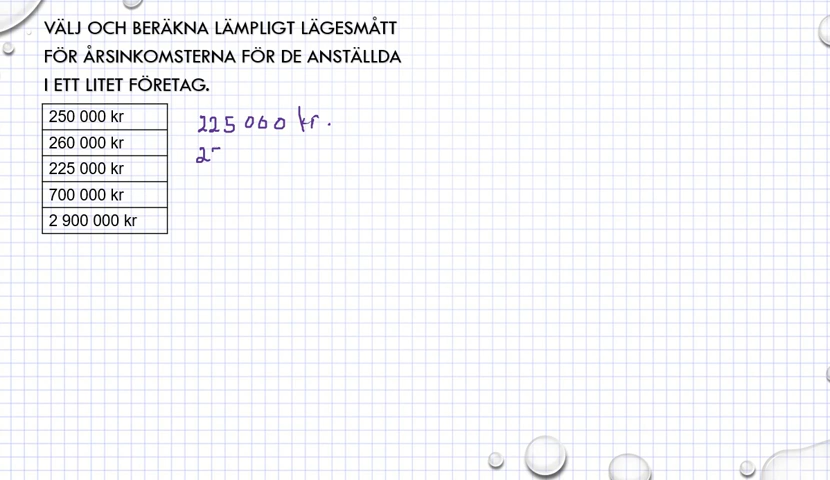 VÄLJ OCH BERÄKNA LÄMPLIGT LÄGESMÅTT
FÖR ÅRSINKOMSTERNA FÖR DE ANSTÄLLDA
I ETT LITET FÖRETAG.
250 000 kr
260 000 kr
225 000 kr
700 000 kr
2 900 000 kr
225 000 kr.